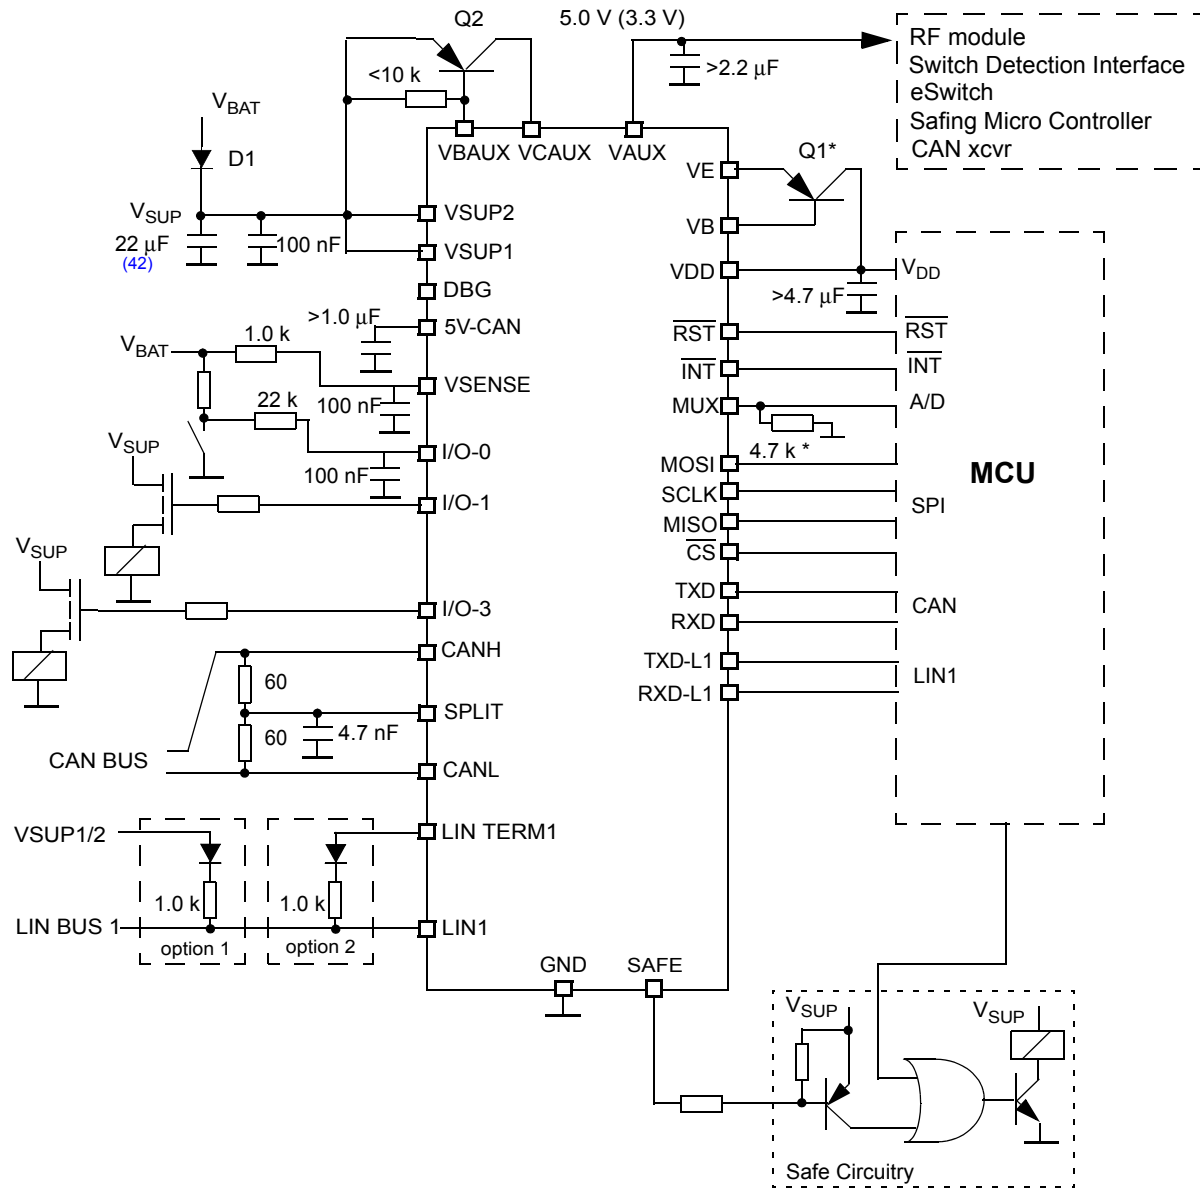 Q2
5.0 V (3.3 V)
RF module
Switch Detection Interface
eSwitch
Safing Micro Controller
CAN xcvr
>2.2 μF
<10 k
VBAT
D1
VBAUX
VCAUX
VAUX
Q1*
VE
VB
VSUP
VSUP2
22 μF
(42)
100 nF
VSUP1
VDD
VDD
>4.7 μF
DBG
>1.0 μF
5V-CAN
RST
RST
VBAT
1.0 k
INT
INT
VSENSE
100 nF
MUX
A/D
22 k
4.7 k *
VSUP
I/O-0
100 nF
MOSI
MCU
SCLK
SPI
I/O-1
MISO
VSUP
CS
TXD
CAN
I/O-3
RXD
CANH
TXD-L1
LIN1
60
RXD-L1
SPLIT
60
4.7 nF
CAN BUS
CANL
VSUP1/2
LIN TERM1
1.0 k
1.0 k
LIN BUS 1
LIN1
option 1
option 2
GND
SAFE
VSUP
VSUP
Safe Circuitry